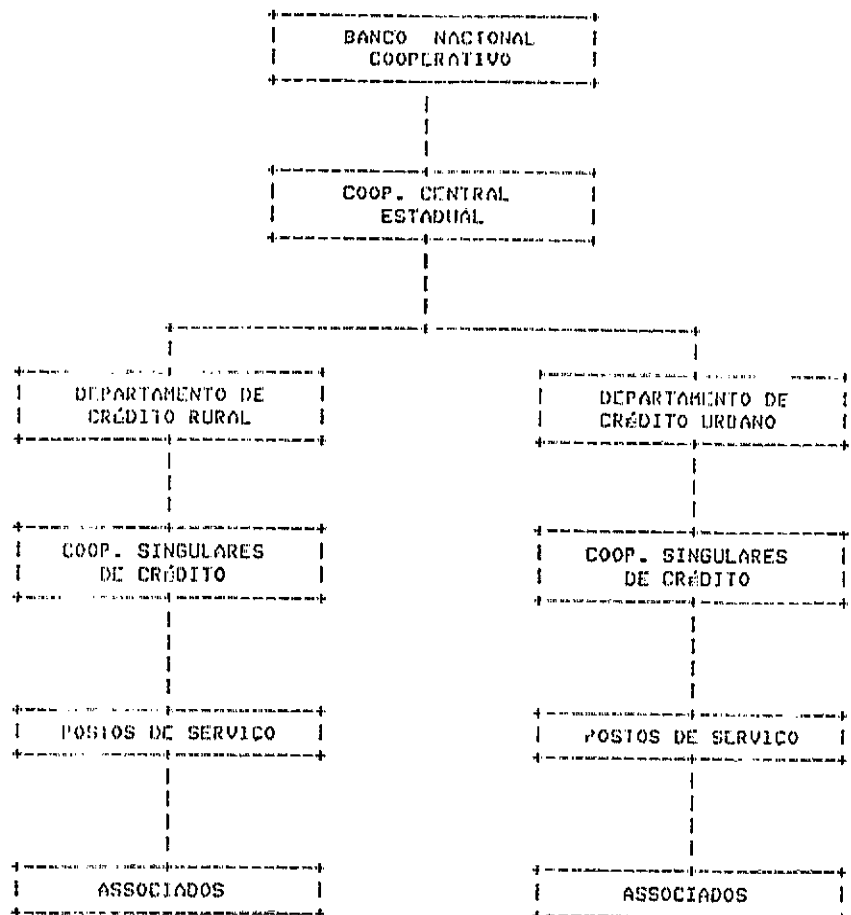 BANCO NACIONAL
COOPERATIVO
COOP. CENTRAL
ESTADUAL
DEPARTAMENTO DE
CRÉDITO RURAL
DEPARTAMENTO DE
CRÉDITO URBANO
COOP. SINGULARES
DE CRÉDITO
COOP. SINGULARES
DE CRÉDITO
POSTOS DE SERVIÇO
POSTOS DE SERVIÇO
ASSOCIADOS
ASSOCIADOS